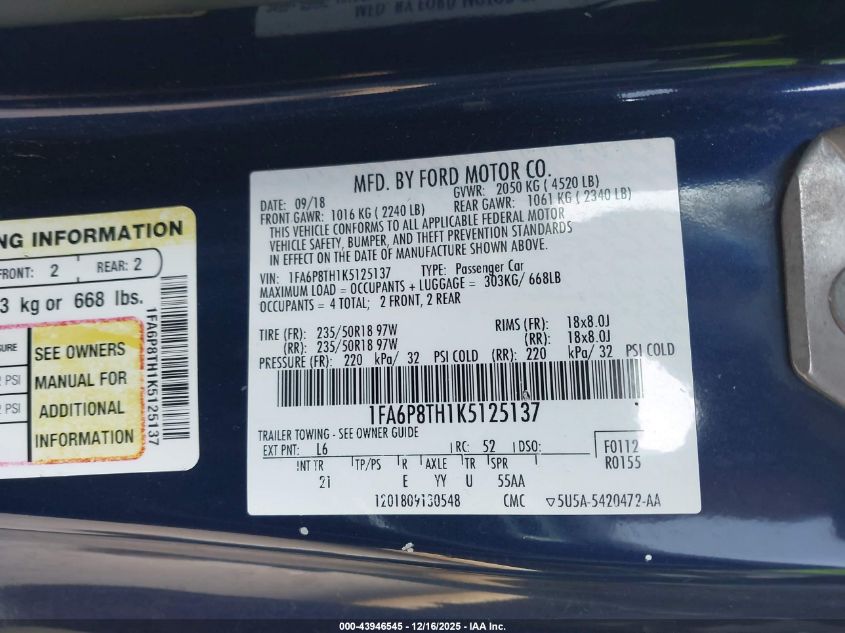 MFD. BY FORD MOTOR CO.
DATE: 09/18 GVWR: 2050 KG ( 4520 LB)
FRONT GAWR: 1016 KG ( 2240 LB) REAR GAWR: 1061 KG ( 2340 LB)
THIS VEHICLE CONFORMS TO ALL APPLICABLE FEDERAL MOTOR
VEHICLE SAFETY, BUMPER, AND THEFT PREVENTION STANDARDS
IN EFFECT ON THE DATE OF MANUFACTURE SHOWN ABOVE.
VIN: 1FA6P8TH1K5125137 TYPE: Passenger Car
MAXIMUM LOAD = OCCUPANTS + LUGGAGE = 303KG/ 668LB
OCCUPANTS = 4 TOTAL; 2 FRONT, 2 REAR
TIRE (FR): 235/50R18 97W RIMS (FR): 18x8.0J
(RR): 235/50R18 97W (RR): 18x8.0J
PRESSURE (FR): 220 kPa/ 32 PSI COLD (RR): 220 kPa/ 32 PSI COLD
1FA6P8TH1K5125137
TRAILER TOWING - SEE OWNER GUIDE
EXT PNT: L6 RC: 52 DSO: F0112
R0155
INT TR TP/PS R AXLE TR SPR
21 E YY U 55AA
1201809130548 CMC ▽5U5A-5420472-AA
NG INFORMATION
FRONT: 2 REAR: 2
3 kg or 668 lbs.
SEE OWNERS
MANUAL FOR
ADDITIONAL
INFORMATION
PSI
PSI
1FA6P8TH1K5125137
000-43946545 - 12/16/2025 - IAA Inc.